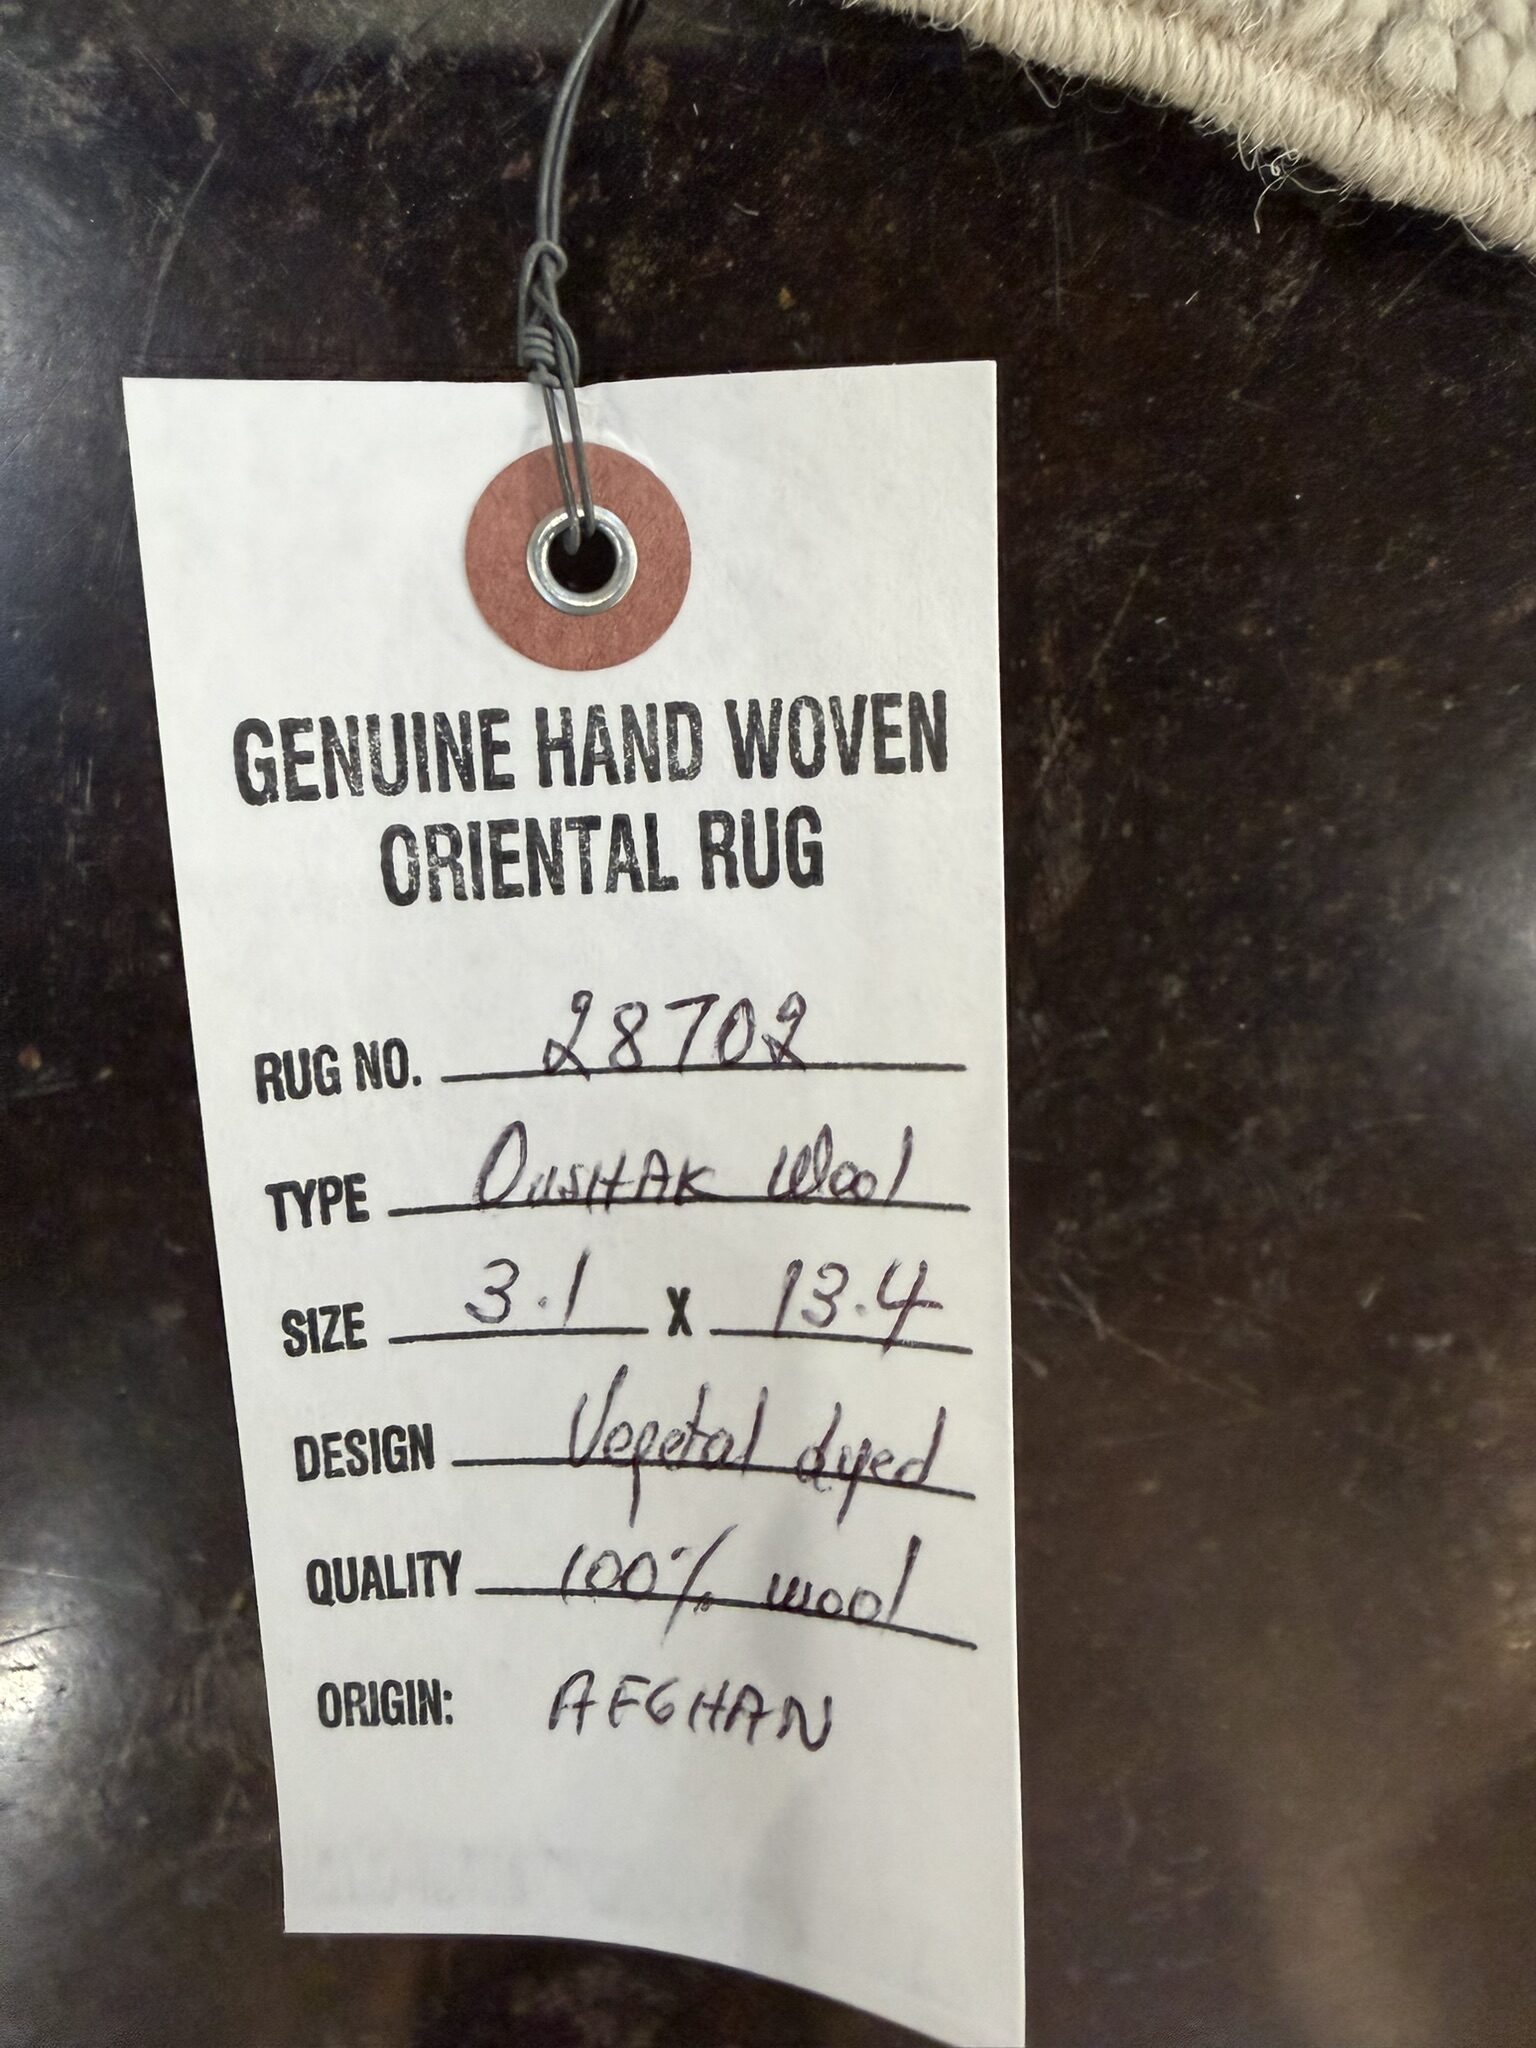 GENUINE HAND WOVEN
ORIENTAL RUG
RUG NO. 28702
TYPE OUSHAK Wool
SIZE 3.1 X 13.4
DESIGN Vegetal dyed
QUALITY 100% wool
ORIGIN: AFGHAN